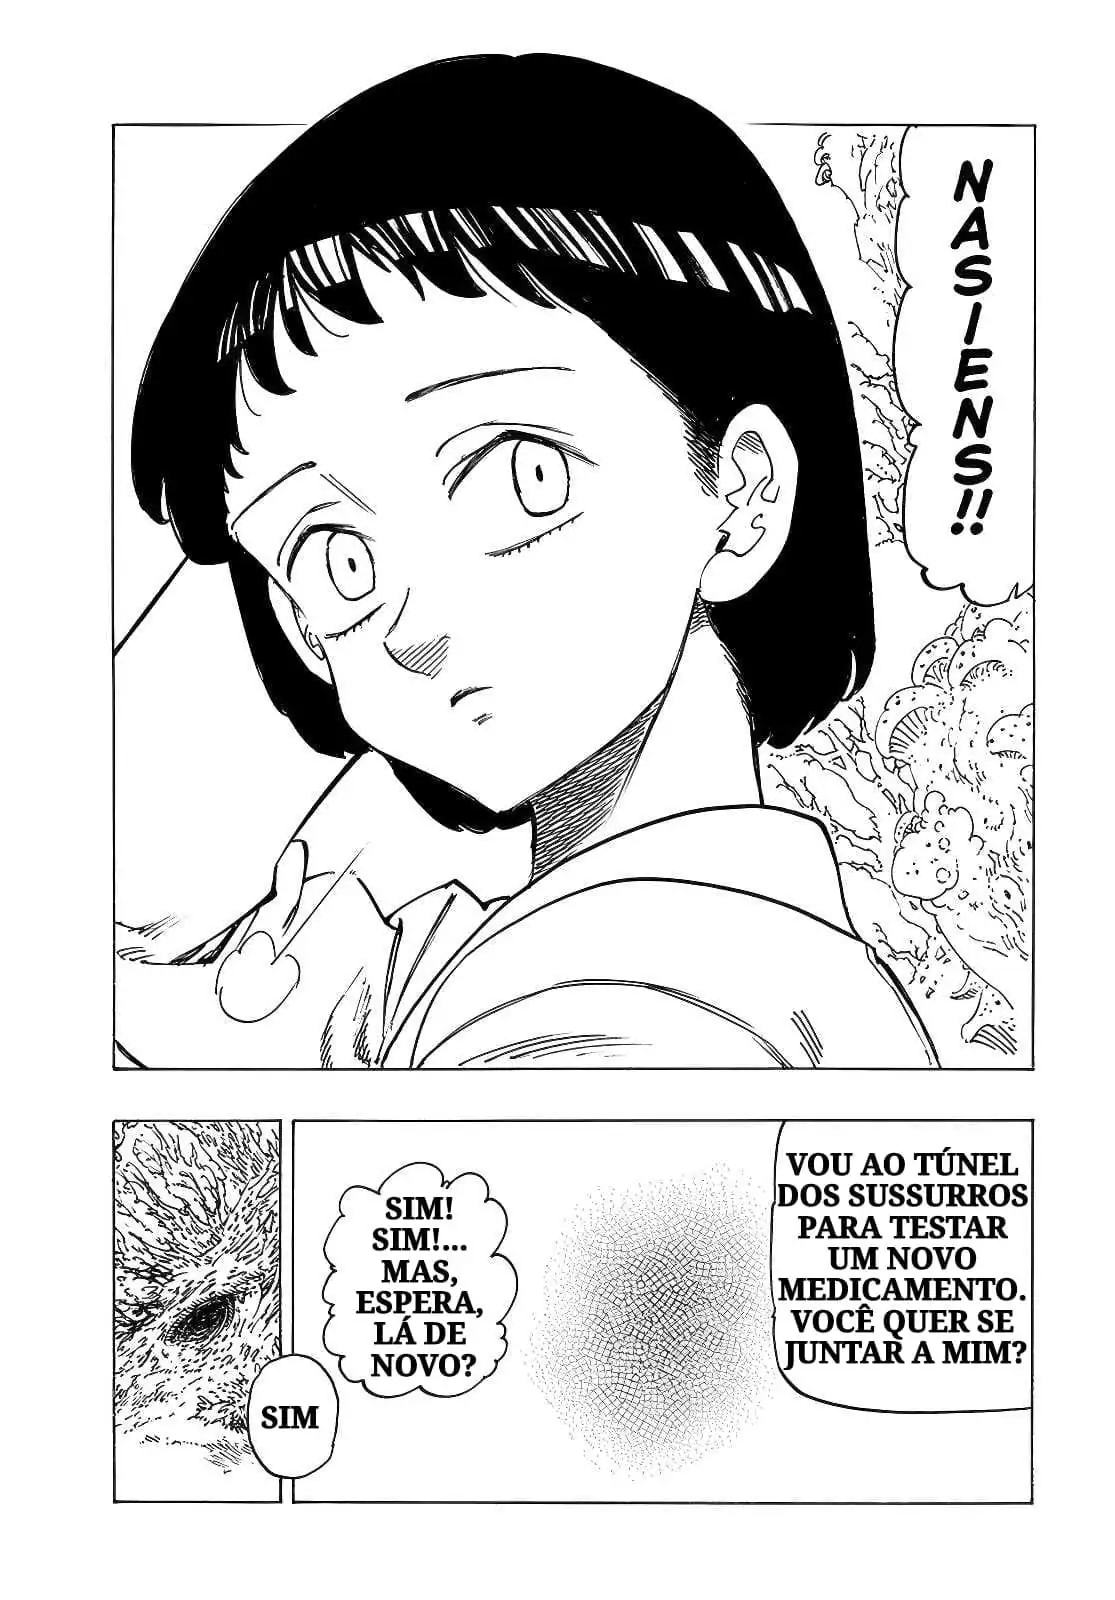 NASIENS!!
VOU AO TÚNEL
DOS SUSSURROS
PARA TESTAR
UM NOVO
MEDICAMENTO.
VOCÊ QUER SE
JUNTAR A MIM?
SIM!
SIM!...
MAS,
ESPERA,
LÁ DE
NOVO?
SIM